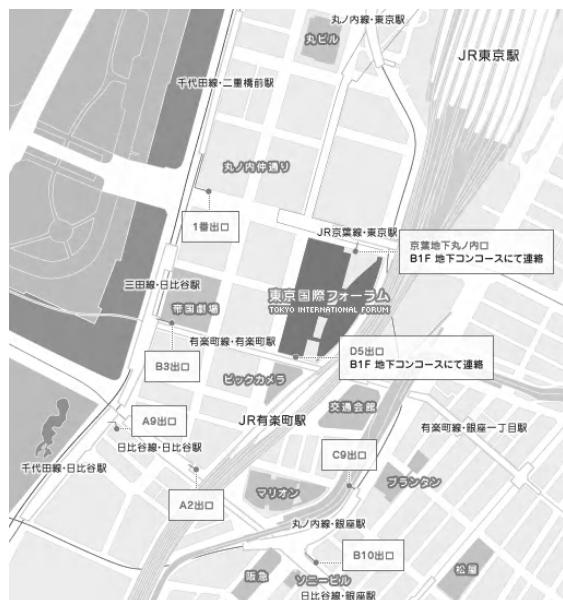 丸ノ内線・東京駅
丸ビル
JR東京駅
千代田線・二重橋前駅
丸ノ内仲通り
1番出口
JR京葉線・東京駅
京葉地下丸ノ内口
B1F 地下コンコースにて連絡
三田線・日比谷駅
帝国劇場
東京国際フォーラム
TOKYO INTERNATIONAL FORUM
有楽町線・有楽町駅
B3出口
D5出口
B1F 地下コンコースにて連絡
ビックカメラ
A9出口
JR有楽町駅
交通会館
有楽町線・銀座一丁目駅
日比谷線・日比谷駅
千代田線・日比谷駅
C9出口
プランタン
A2出口
マリオン
丸ノ内線・銀座駅
B10出口
阪急
ソニービル
松屋
日比谷線・銀座駅